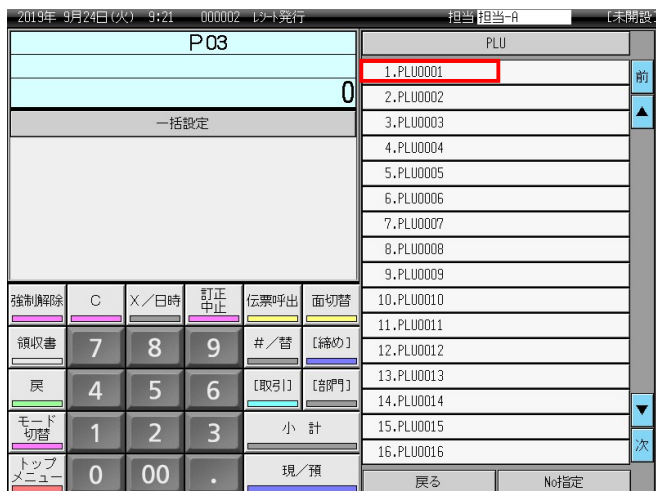 2019年 9月24日(火) 9:21 000002 レシート発行 担当 担当-A [未開設
P03
0
一括設定
PLU
1.PLU0001
2.PLU0002
3.PLU0003
4.PLU0004
5.PLU0005
6.PLU0006
7.PLU0007
8.PLU0008
9.PLU0009
10.PLU0010
11.PLU0011
12.PLU0012
13.PLU0013
14.PLU0014
15.PLU0015
16.PLU0016
前
▲
▼
次
戻る No指定
強制解除 C X/日時 訂正中止 伝票呼出 面切替
領収書 7 8 9 #/替 [締め]
戻 4 5 6 [取引] [部門]
モード切替 1 2 3 小 計
トップメニュー 0 00 . 現/預